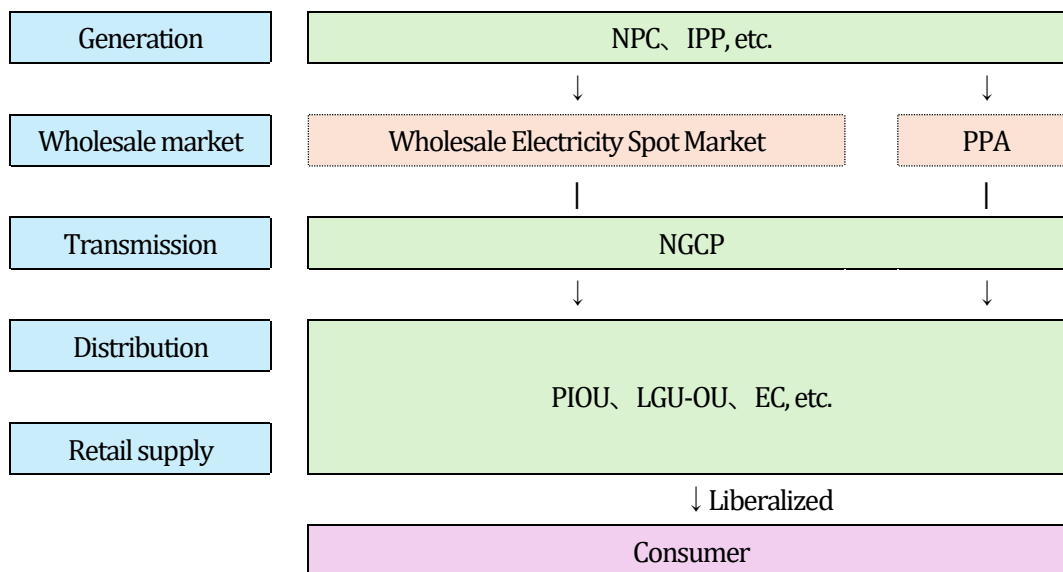 Generation
NPC、IPP, etc.
↓ ↓
Wholesale market
Wholesale Electricity Spot Market
PPA
Transmission
NGCP
↓ ↓
Distribution
PIOU、LGU-OU、EC, etc.
Retail supply
↓ Liberalized
Consumer